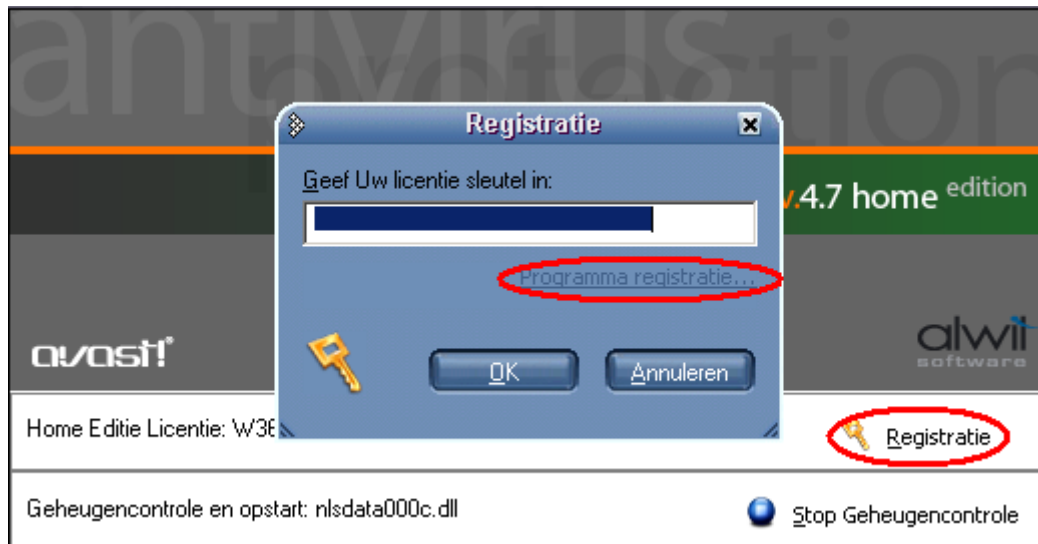 antivirus
protection
Registratie
Geef Uw licentie sleutel in:
v.4.7 home edition
Programma registratie...
avast!
alwil
software
OK
Annuleren
Home Editie Licentie: W36
Registratie
Geheugencontrole en opstart: nlsdata000c.dll
Stop Geheugencontrole